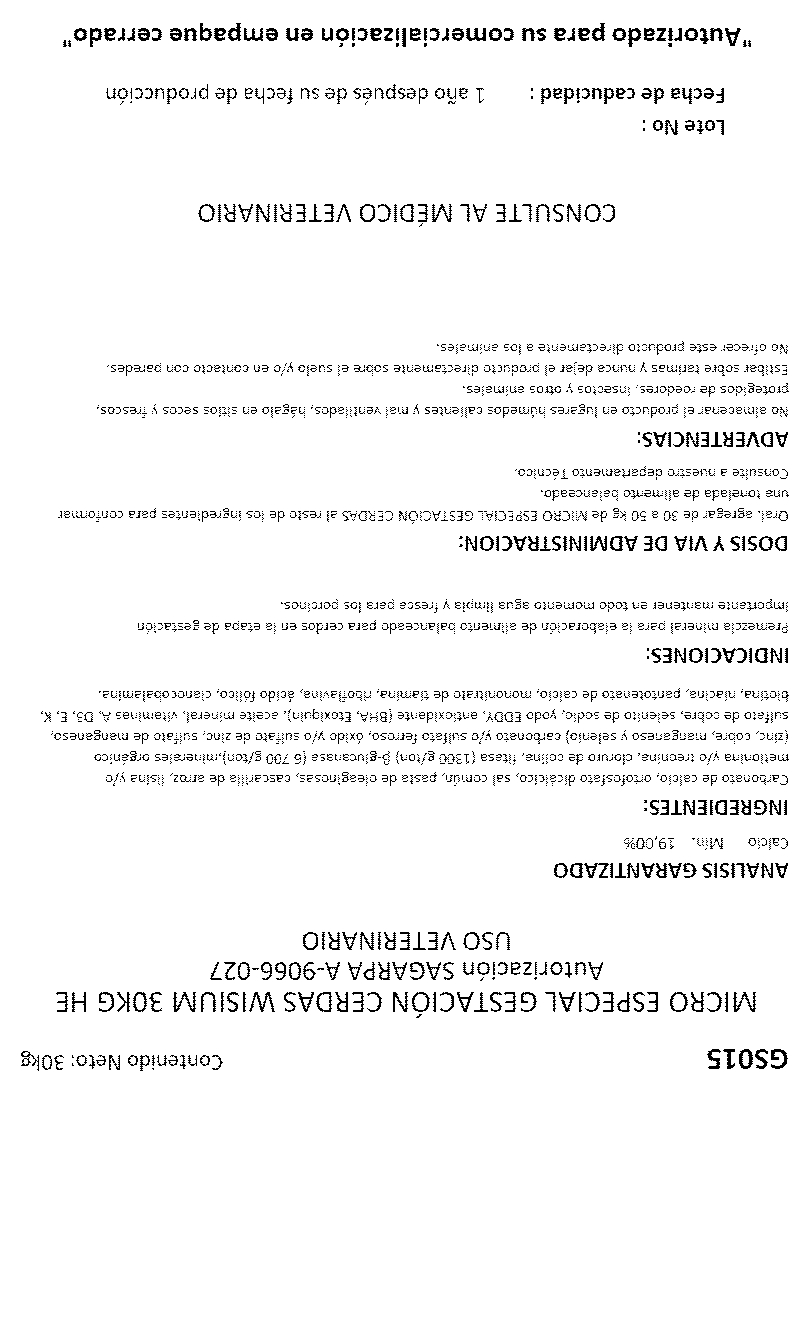 GS015 Contenido Neto: 30kg
MICRO ESPECIAL GESTACIÓN CERDAS WISIUM 30KG HE
Autorización SAGARPA A-9066-027
USO VETERINARIO
ANALISIS GARANTIZADO
Calcio Mín. 19,00%
INGREDIENTES:
Carbonato de calcio, ortofosfato dicálcico, sal común, pasta de oleaginosas, cascarilla de arroz, lisina y/o
metionina y/o treonina, cloruro de colina, fitasa (1300 g/ton) β-glucanasa (6 700 g/ton),minerales orgánico
(zinc, cobre, manganeso y selenio) carbonato y/o sulfato ferroso, óxido y/o sulfato de zinc, sulfato de manganeso,
sulfato de cobre, selenito de sodio, yodo EDDY, antioxidante (BHA, Etoxiquin), aceite mineral, vitaminas A, D3, E, K,
biotina, niacina, pantotenato de calcio, mononitrato de tiamina, riboflavina, ácido fólico, cianocobalamina.
INDICACIONES:
Premezcla mineral para la elaboración de alimento balanceado para cerdos en la etapa de gestación
Importante mantener en todo momento agua limpia y fresca para los porcinos.
DOSIS Y VIA DE ADMINISTRACION:
Oral, agregar de 30 a 50 kg de MICRO ESPECIAL GESTACIÓN CERDAS al resto de los ingredientes para conformar
una tonelada de alimento balanceado.
Consulte a nuestro departamento Técnico.
ADVERTENCIAS:
No almacenar el producto en lugares húmedos calientes y mal ventilados, hágalo en sitios secos y frescos,
protegidos de roedores, insectos y otros animales.
Estibar sobre tarimas y nunca dejar el producto directamente sobre el suelo y/o en contacto con paredes.
No ofrecer este producto directamente a los animales.
CONSULTE AL MÉDICO VETERINARIO
Lote No :
Fecha de caducidad : 1 año después de su fecha de producción
"Autorizado para su comercialización en empaque cerrado"